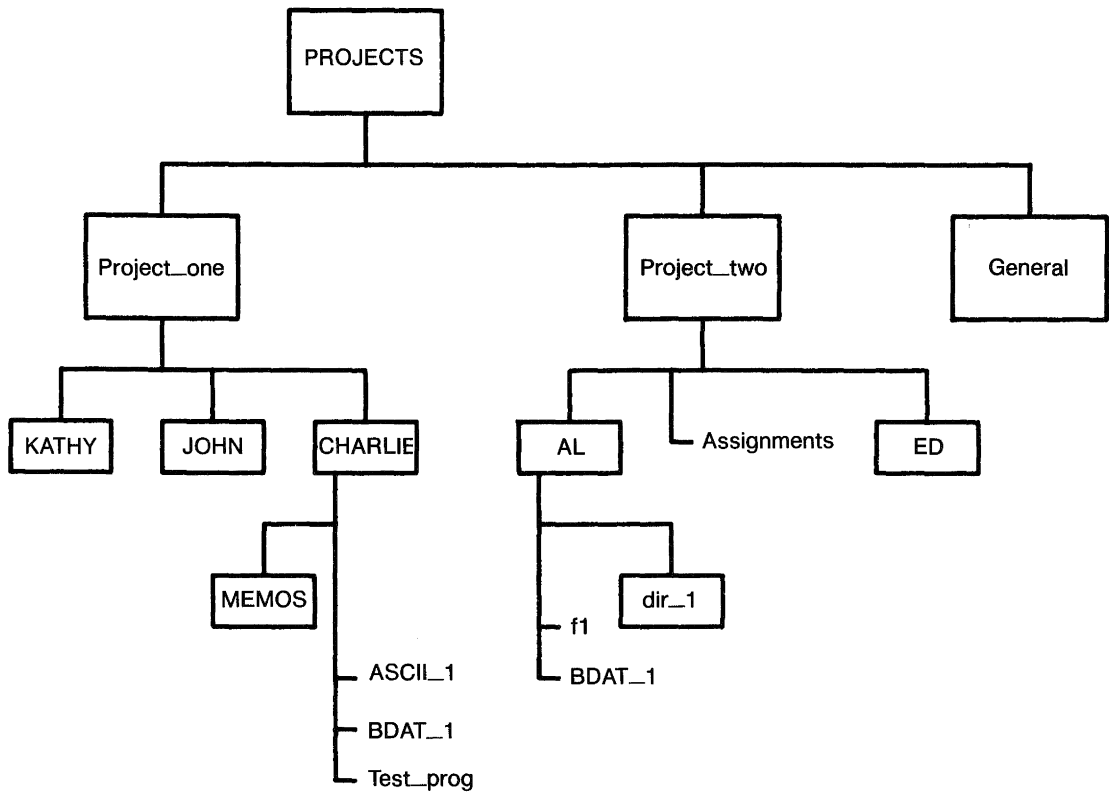 PROJECTS
Project_one
Project_two
General
KATHY
JOHN
CHARLIE
AL
Assignments
ED
MEMOS
dir_1
f1
ASCII_1
BDAT_1
BDAT_1
Test_prog